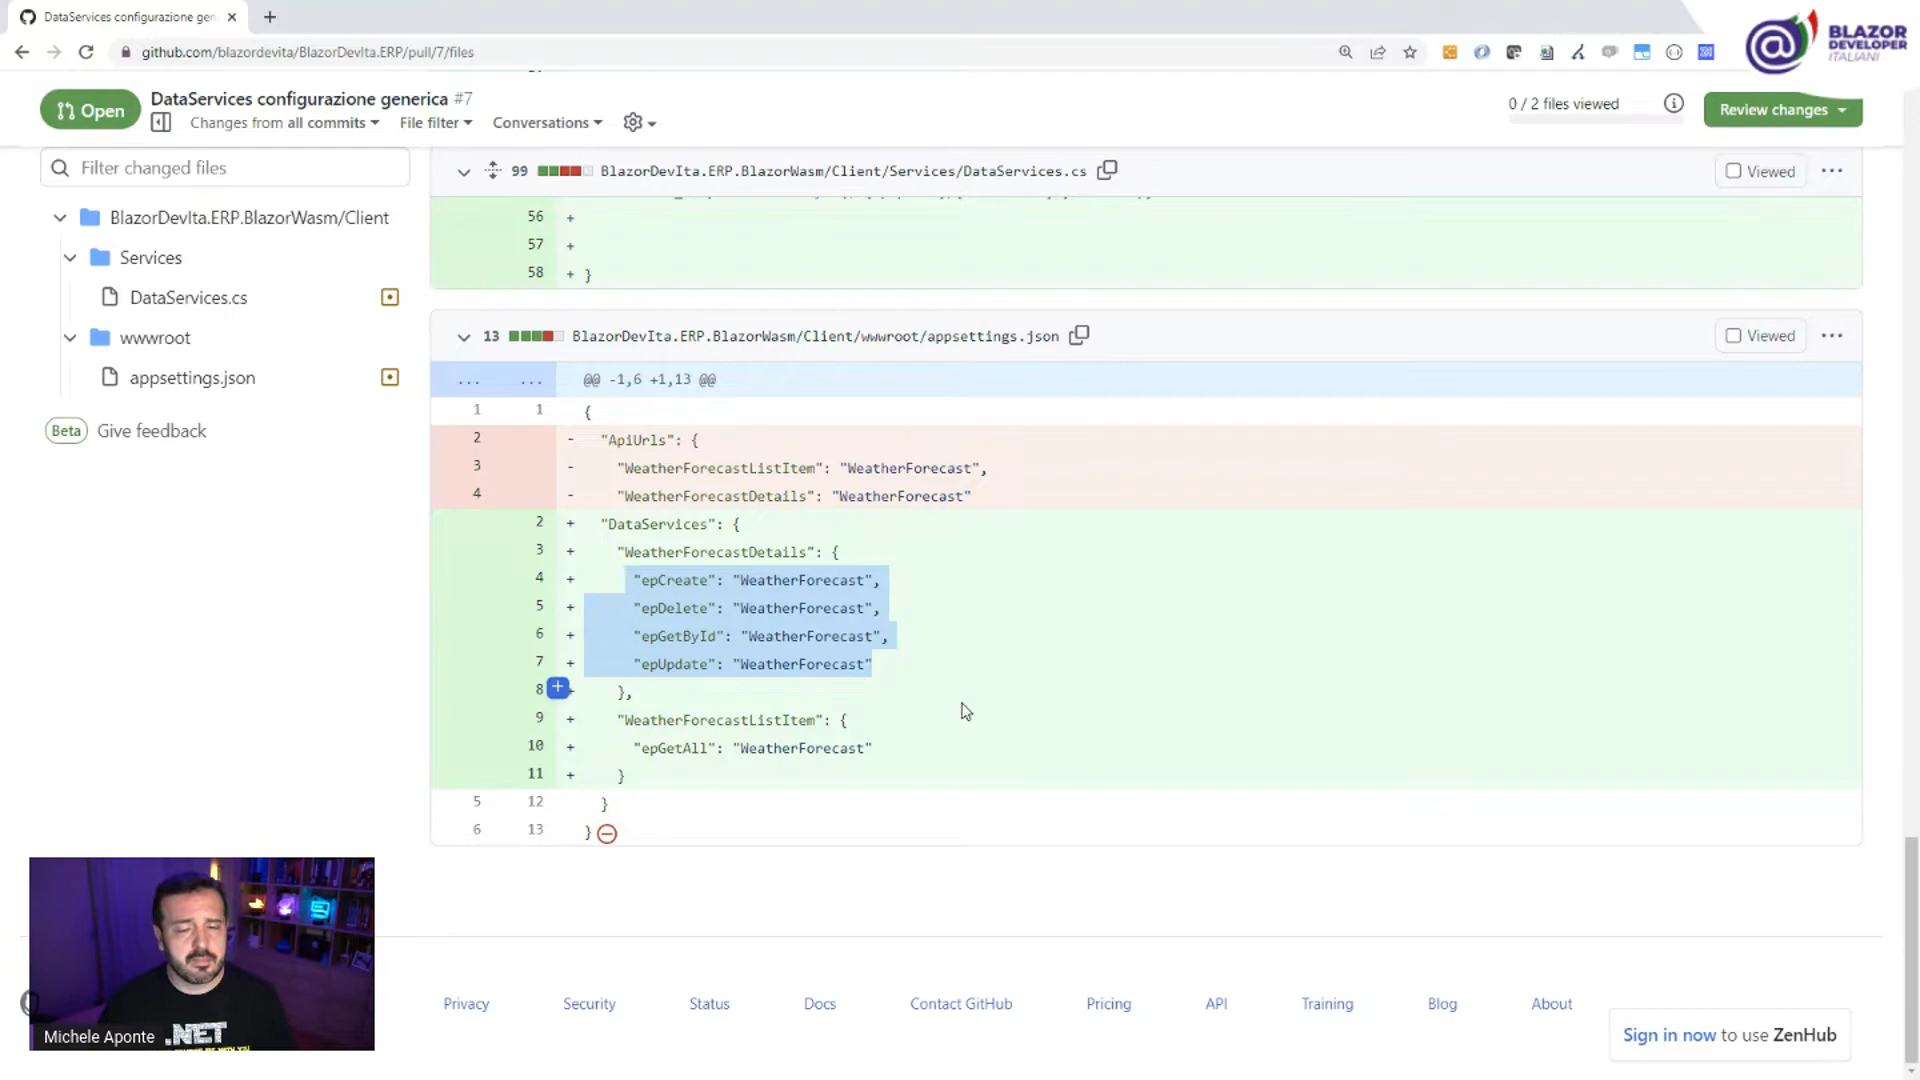 DataServices configurazione gen
github.com/blazordevita/BlazorDevIta.ERP/pull/7/files
BLAZOR
DEVELOPER
ITALIANI
Open
DataServices configurazione generica #7
Changes from all commits
File filter
Conversations
0 / 2 files viewed
Review changes
Filter changed files
BlazorDevIta.ERP.BlazorWasm/Client
Services
DataServices.cs
wwwroot
appsettings.json
Beta Give feedback
99 BlazorDevIta.ERP.BlazorWasm/Client/Services/DataServices.cs
Viewed
56 +
57 +
58 + }
13 BlazorDevIta.ERP.BlazorWasm/Client/wwwroot/appsettings.json
Viewed
... ... @@ -1,6 +1,13 @@
1 1 {
2 - "ApiUrls": {
3 - "WeatherForecastListItem": "WeatherForecast",
4 - "WeatherForecastDetails": "WeatherForecast"
2 + "DataServices": {
3 + "WeatherForecastDetails": {
4 + "epCreate": "WeatherForecast",
5 + "epDelete": "WeatherForecast",
6 + "epGetById": "WeatherForecast",
7 + "epUpdate": "WeatherForecast"
8 + },
9 + "WeatherForecastListItem": {
10 + "epGetAll": "WeatherForecast"
11 + }
5 12 }
6 13 }
Michele Aponte
.NET
Privacy
Security
Status
Docs
Contact GitHub
Pricing
API
Training
Blog
About
Sign in now to use ZenHub